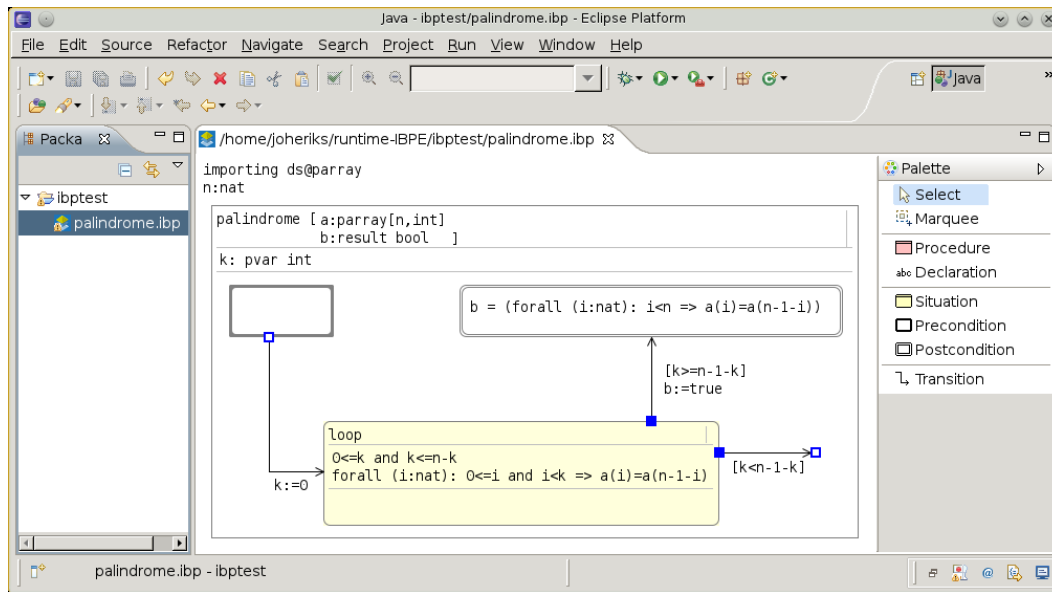 Java - ibptest/palindrome.ibp - Eclipse Platform
File Edit Source Refactor Navigate Search Project Run View Window Help
Java
»
Packa
/home/joheriks/runtime-IBPE/ibptest/palindrome.ibp
Palette
ibptest
palindrome.ibp
importing ds@parray
n:nat
palindrome [ a:parray[n,int]
b:result bool ]
k: pvar int
b = (forall (i:nat): i<n => a(i)=a(n-1-i))
[k>=n-1-k]
b:=true
loop
0<=k and k<=n-k
forall (i:nat): 0<=i and i<k => a(i)=a(n-1-i)
[k<n-1-k]
k:=0
Select
Marquee
Procedure
abc Declaration
Situation
Precondition
Postcondition
Transition
palindrome.ibp - ibptest